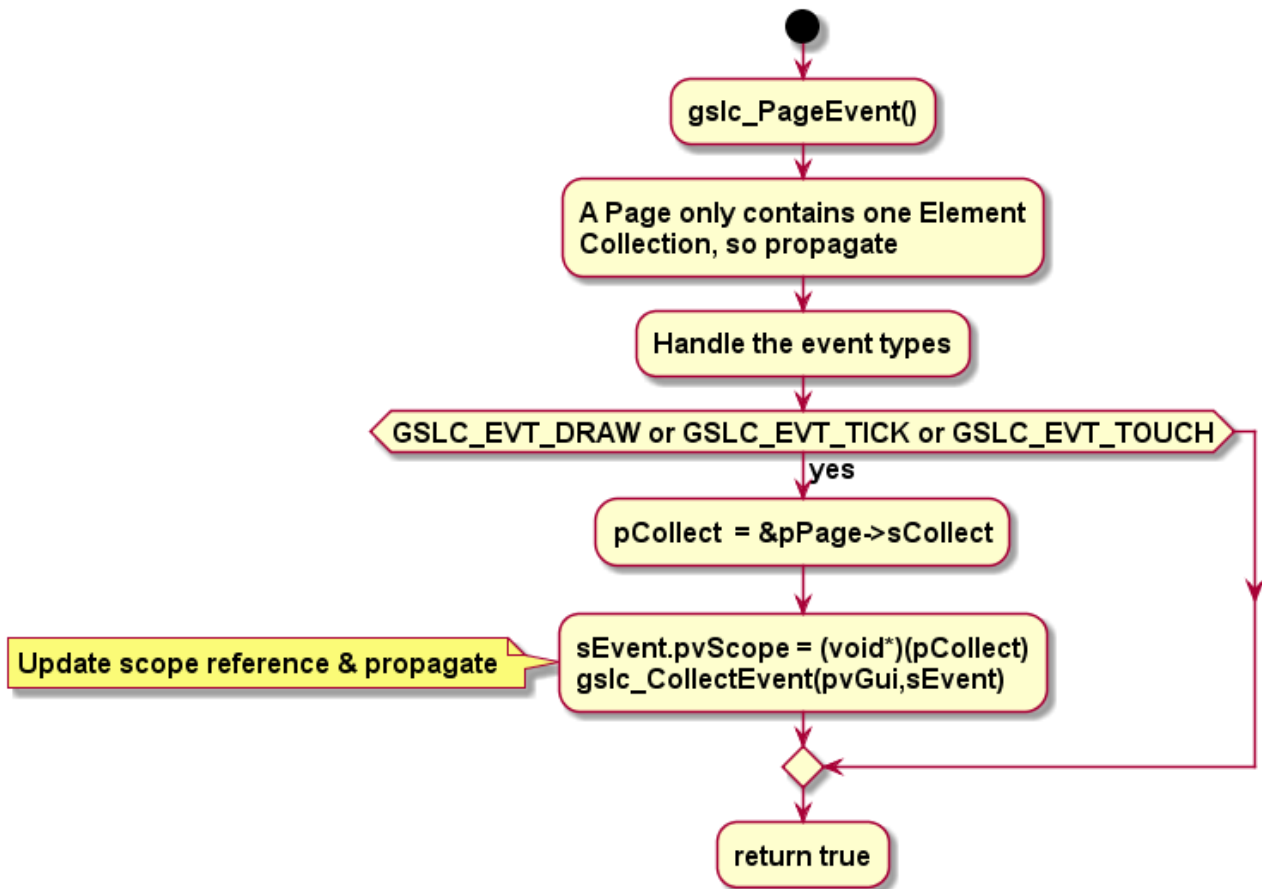 gslc_PageEvent()
A Page only contains one Element
Collection, so propagate
Handle the event types
GSLC_EVT_DRAW or GSLC_EVT_TICK or GSLC_EVT_TOUCH
yes
pCollect = &pPage->sCollect
Update scope reference & propagate
sEvent.pvScope = (void*)(pCollect)
gslc_CollectEvent(pvGui,sEvent)
return true